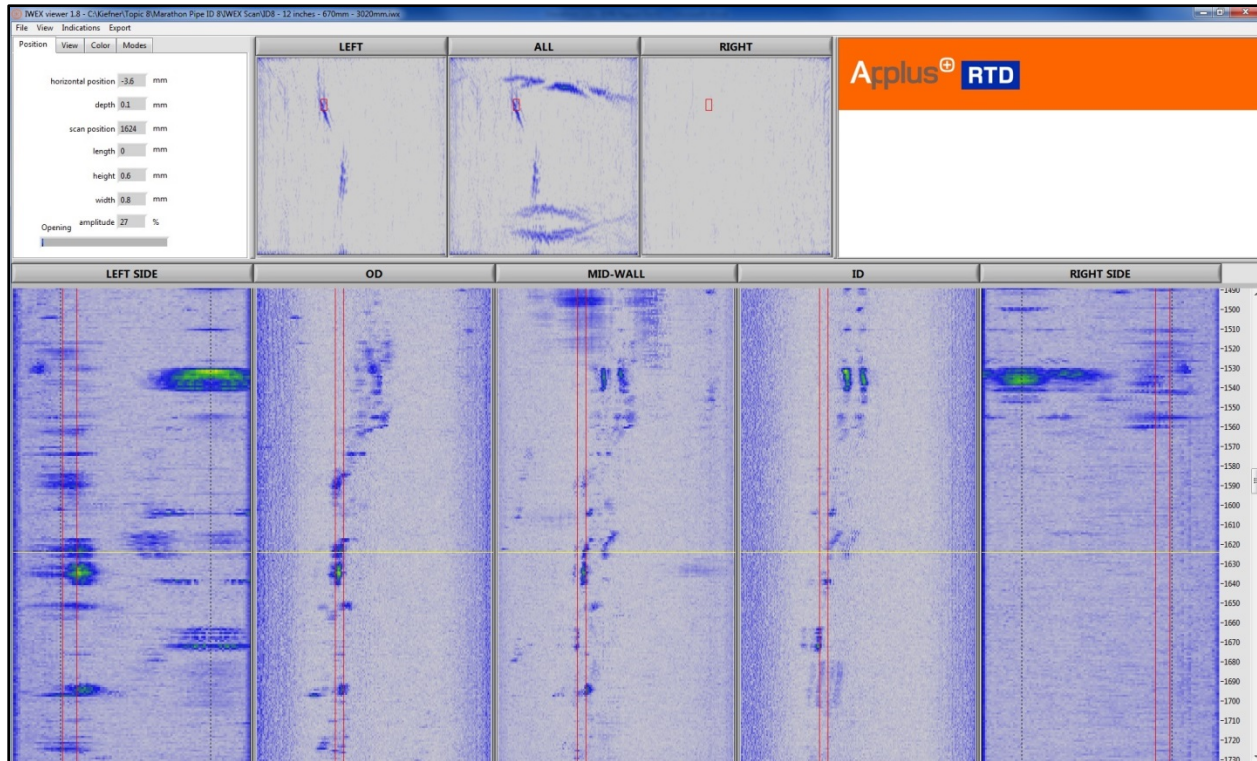 IWEX viewer 1.8 - C:\Kiefner\Topic 8\Marathon Pipe ID 8\IWEX Scan\ID8 - 12 inches - 670mm - 3020mm.iwx
File View Indications Export
Position View Color Modes
horizontal position -3.6 mm
depth 0.1 mm
scan position 1624 mm
length 0 mm
height 0.6 mm
width 0.8 mm
amplitude 27 %
Opening
LEFT ALL RIGHT
Applus+ RTD
LEFT SIDE OD MID-WALL ID RIGHT SIDE
-1490
-1500
-1510
-1520
-1530
-1540
-1550
-1560
-1570
-1580
-1590
-1600
-1610
-1620
-1630
-1640
-1650
-1660
-1670
-1680
-1690
-1700
-1710
-1720
-1730